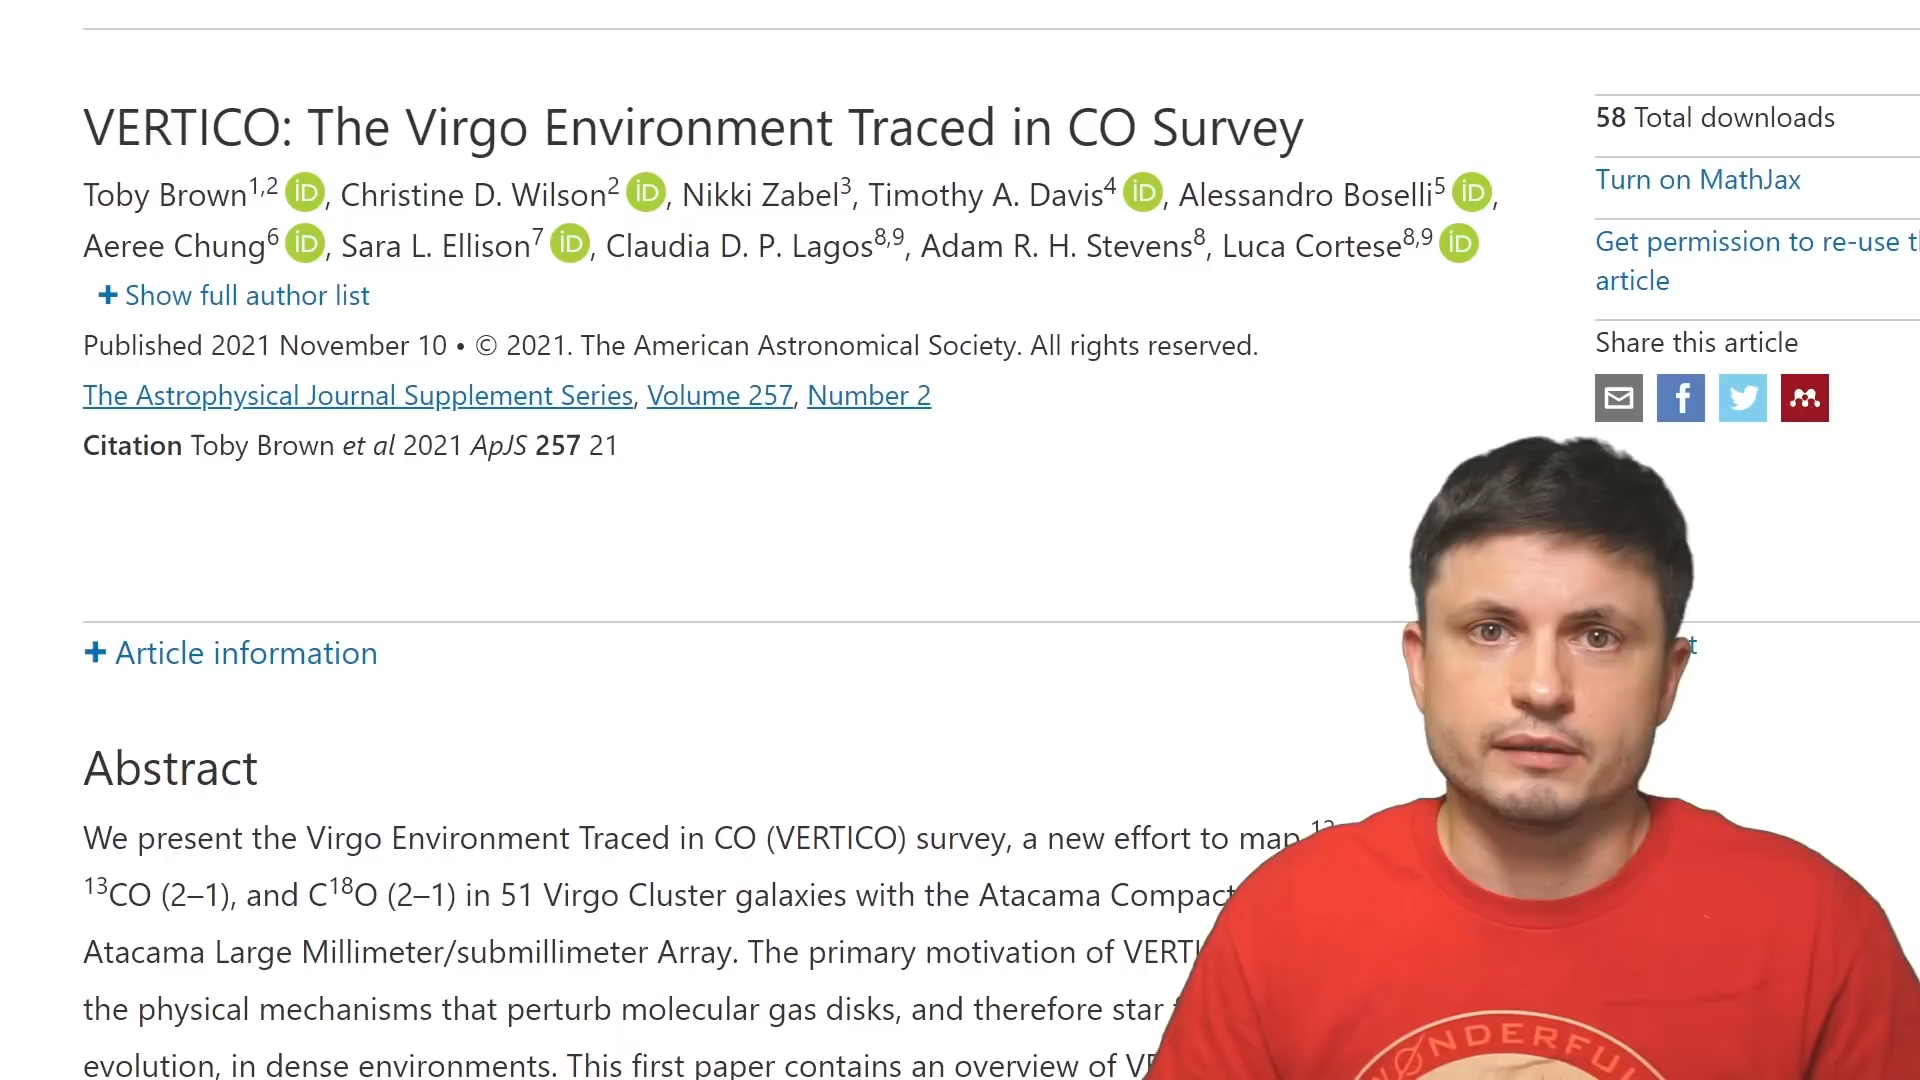 VERTICO: The Virgo Environment Traced in CO Survey
Toby Brown1,2 iD, Christine D. Wilson2 iD, Nikki Zabel3, Timothy A. Davis4 iD, Alessandro Boselli5 iD,
Aeree Chung6 iD, Sara L. Ellison7 iD, Claudia D. P. Lagos8,9, Adam R. H. Stevens8, Luca Cortese8,9 iD
+ Show full author list
Published 2021 November 10 • © 2021. The American Astronomical Society. All rights reserved.
The Astrophysical Journal Supplement Series, Volume 257, Number 2
Citation Toby Brown et al 2021 ApJS 257 21
58 Total downloads
Turn on MathJax
Get permission to re-use
article
Share this article
f
+ Article information
Abstract
We present the Virgo Environment Traced in CO (VERTICO) survey, a new effort to map
13CO (2–1), and C18O (2–1) in 51 Virgo Cluster galaxies with the Atacama Compact
Atacama Large Millimeter/submillimeter Array. The primary motivation of
the physical mechanisms that perturb molecular gas disks, and therefore star
evolution, in dense environments. This first paper contains an overview of